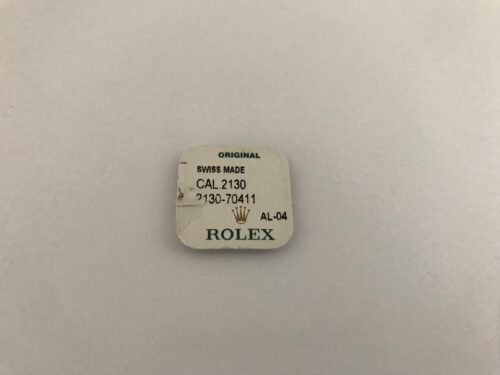 ORIGINAL
SWISS MADE
CAL.2130
2130-70411
AL-04
ROLEX